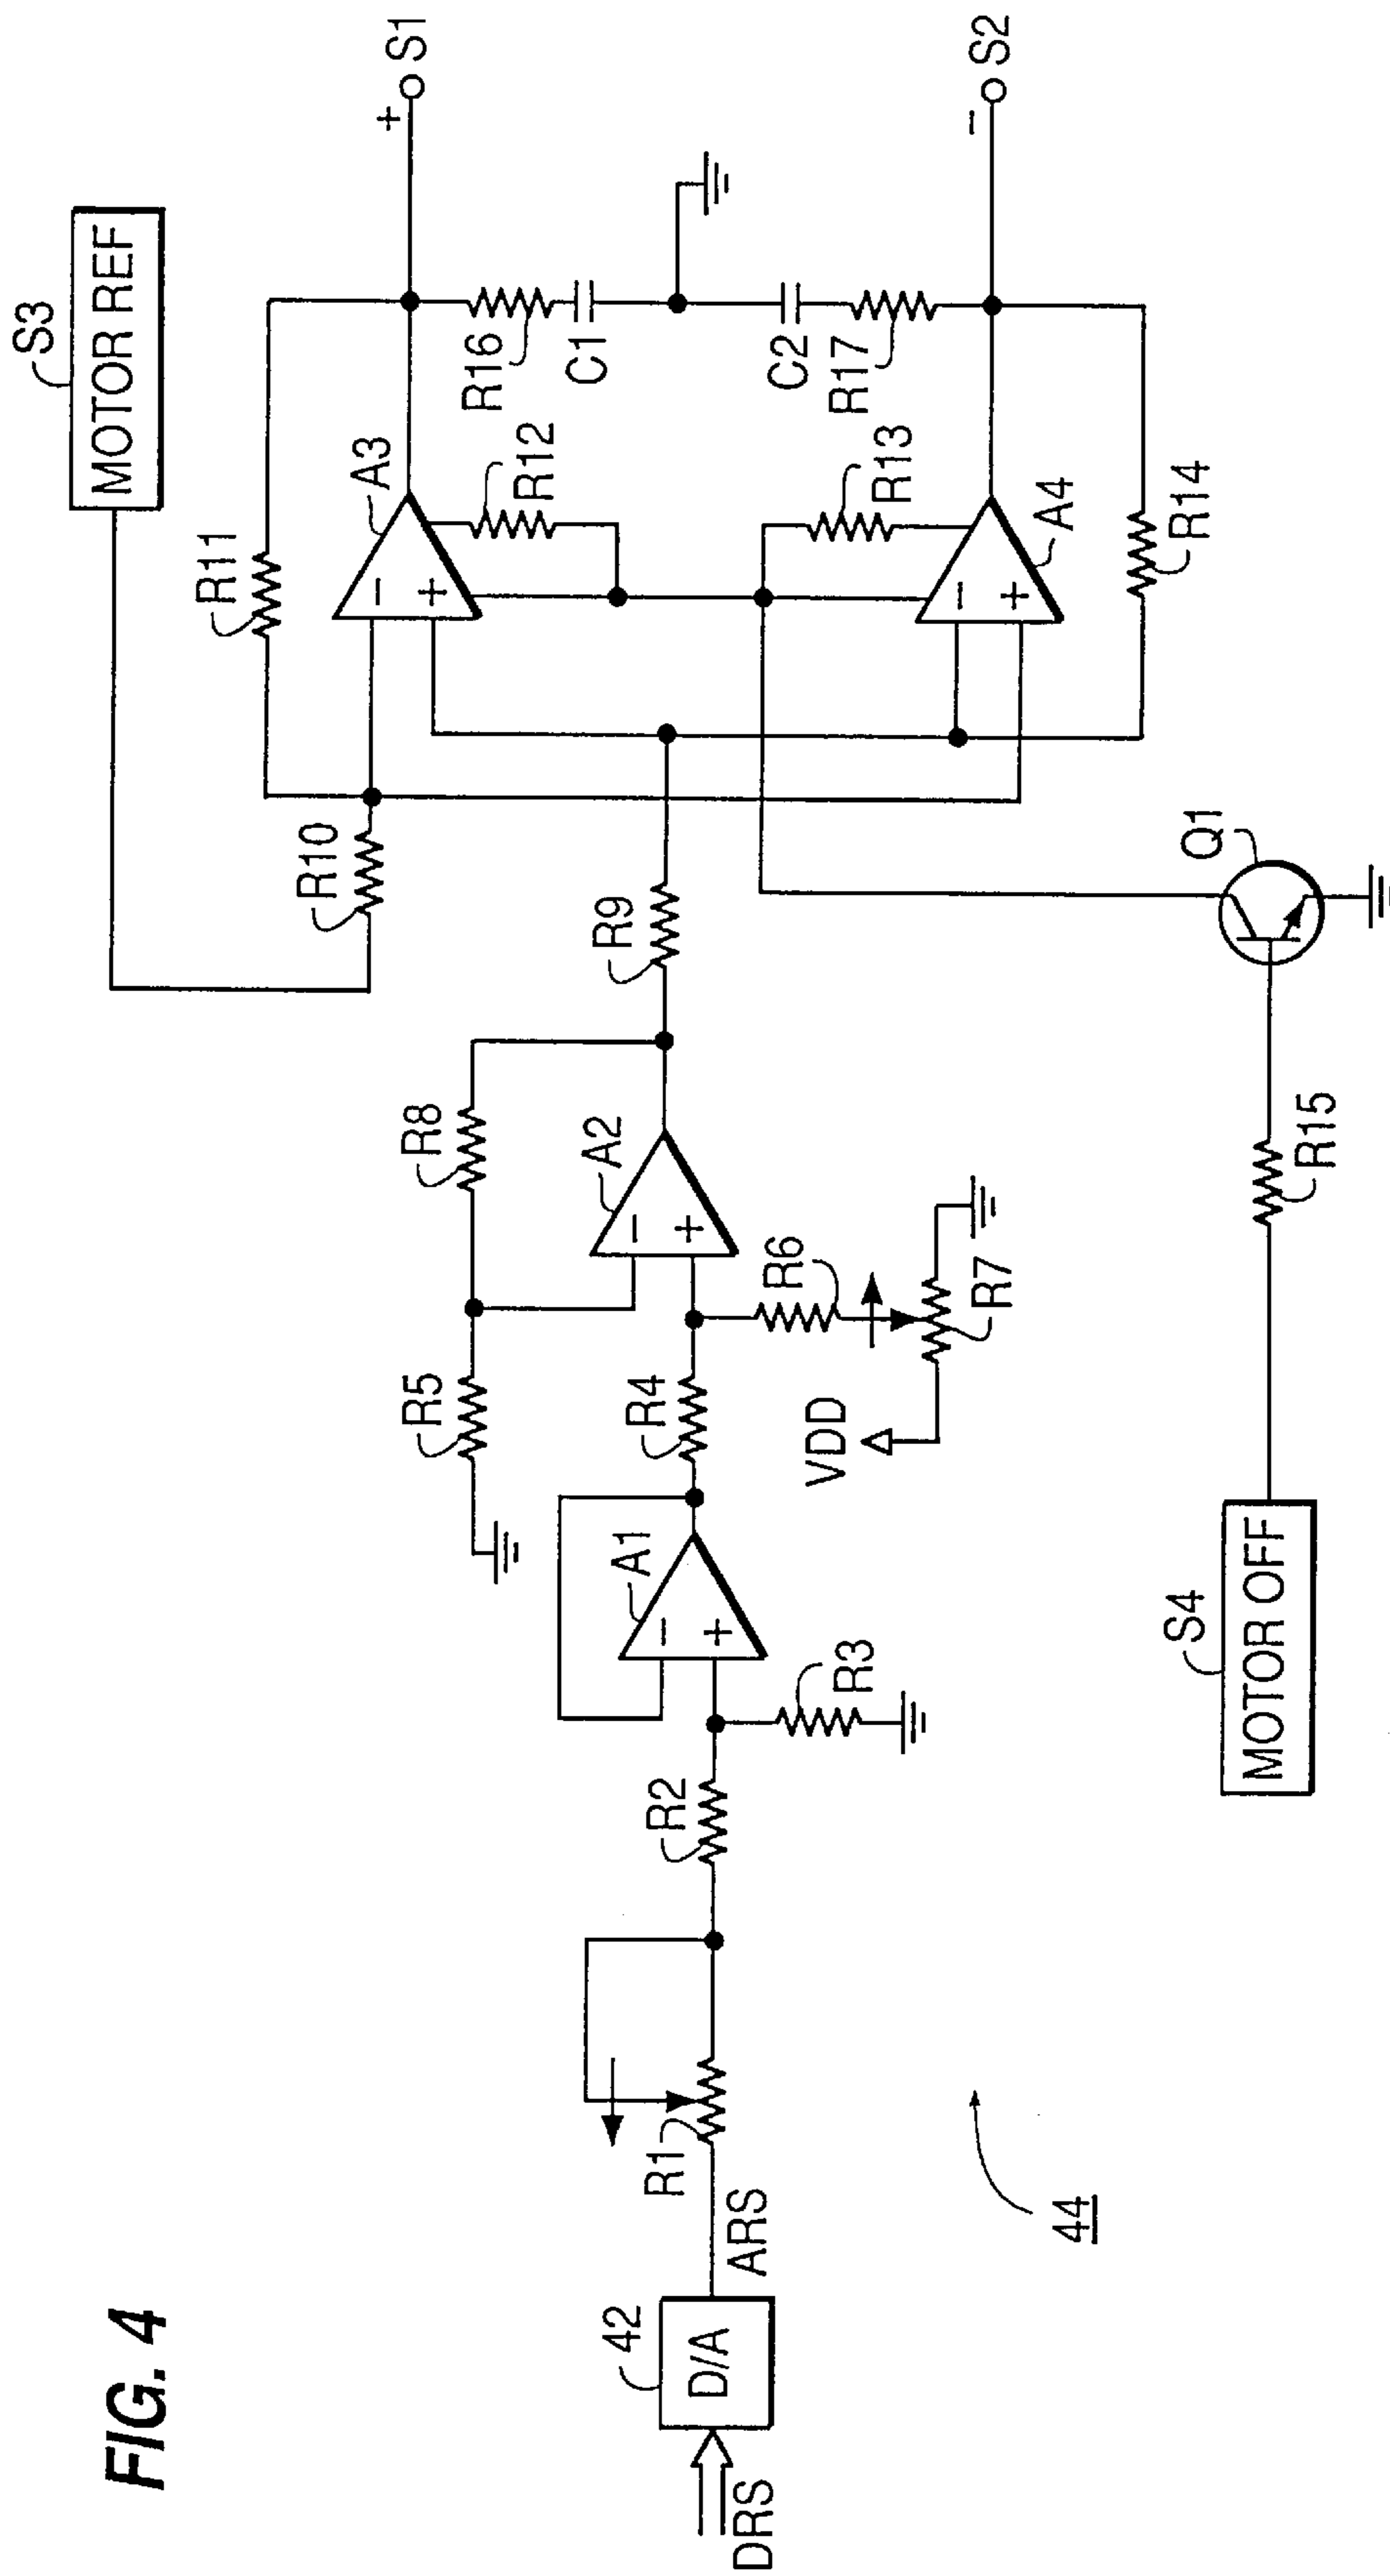 FIG. 4
S3
MOTOR REF
R11
A3
+
S1
R10
−
+
R12
R16
C1
R8
R5
A2
−
+
R9
C2
R17
R13
A1
−
+
R4
R6
−
+
A4
−
S2
R2
R3
VDD
R7
R14
R1
42
D/A
DRS
ARS
44
S4
MOTOR OFF
R15
Q1